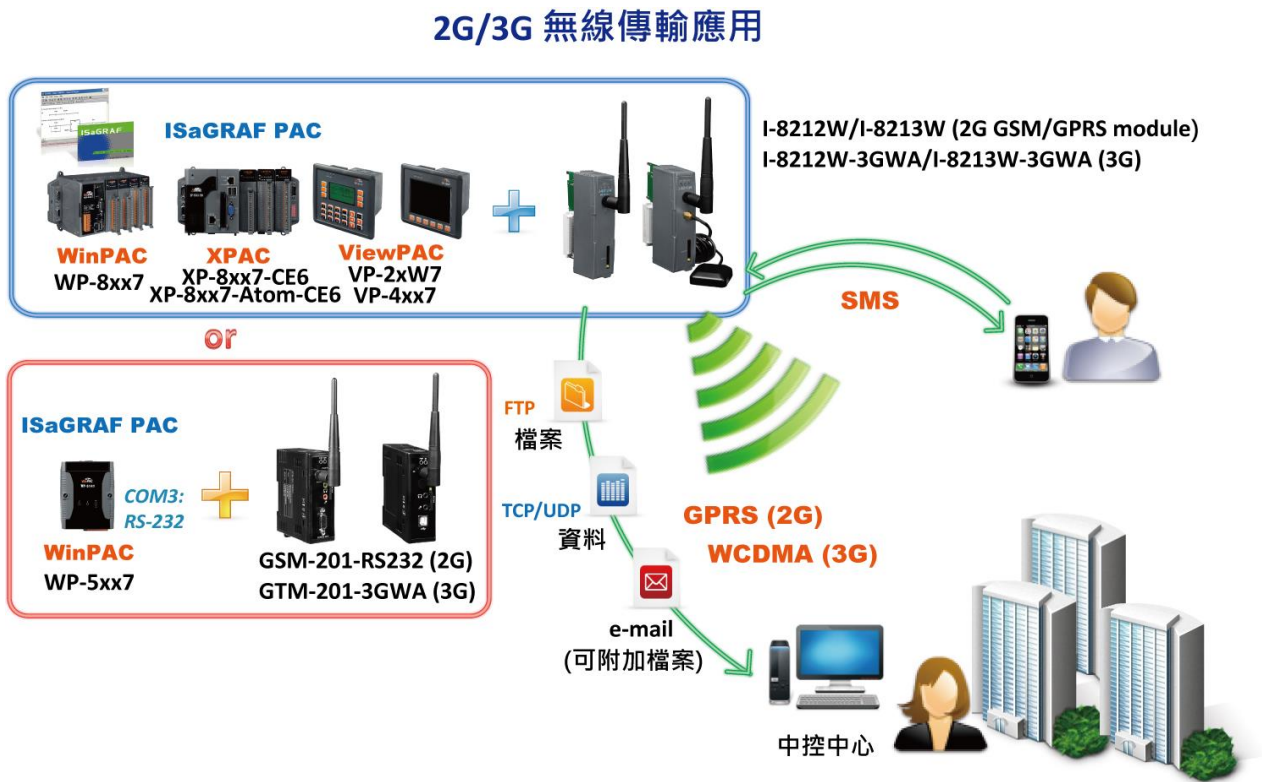 2G/3G 無線傳輸應用
ISaGRAF
ISaGRAF PAC
I-8212W/I-8213W (2G GSM/GPRS module)
I-8212W-3GWA/I-8213W-3GWA (3G)
WinPAC
WP-8xx7
XPAC
XP-8xx7-CE6
XP-8xx7-Atom-CE6
ViewPAC
VP-2xW7
VP-4xx7
SMS
or
ISaGRAF PAC
COM3:
RS-232
WinPAC
WP-5xx7
GSM-201-RS232 (2G)
GTM-201-3GWA (3G)
FTP
檔案
TCP/UDP
資料
GPRS (2G)
WCDMA (3G)
e-mail
(可附加檔案)
中控中心